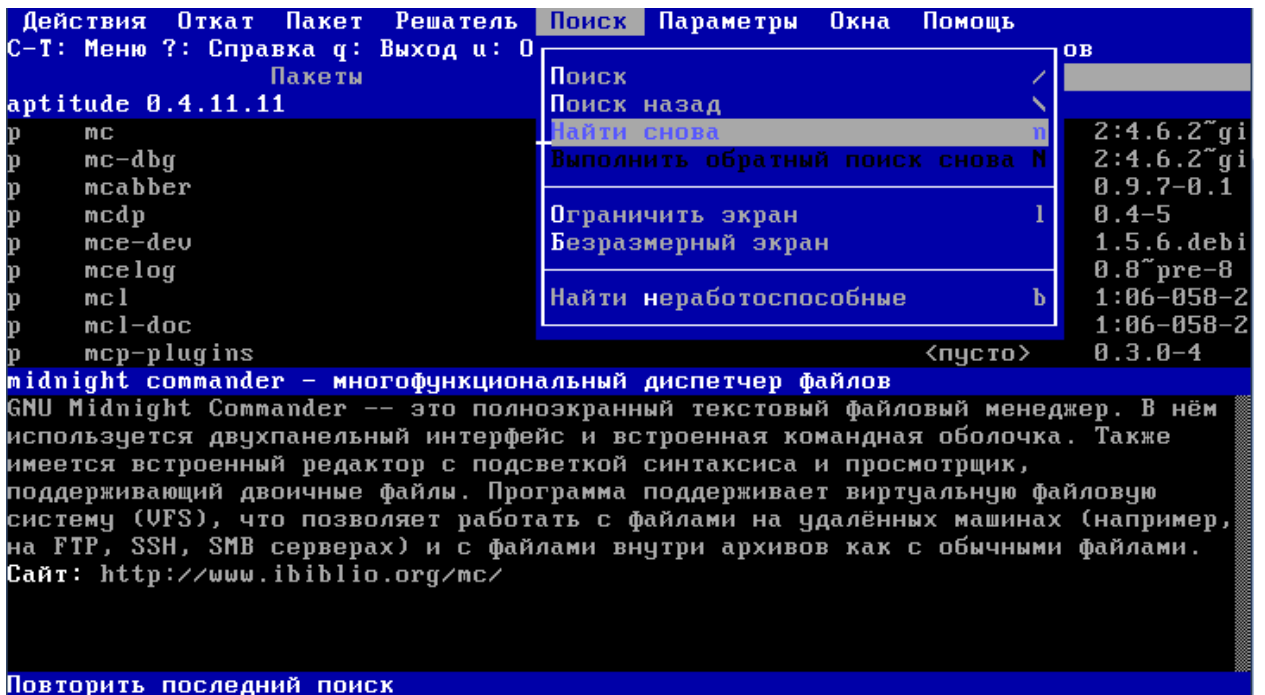 Действия Откат Пакет Решатель Поиск Параметры Окна Помощь
C-T: Меню ?: Справка q: Выход u: О ов
Пакеты
aptitude 0.4.11.11
Поиск /
Поиск назад \
Найти снова n
Выполнить обратный поиск снова N
Ограничить экран l
Безразмерный экран
Найти неработоспособные b
p mc 2:4.6.2~gi
p mc-dbg 2:4.6.2~gi
p mcabber 0.9.7-0.1
p mcdp 0.4-5
p mce-dev 1.5.6.debi
p mcelog 0.8~pre-8
p mcl 1:06-058-2
p mcl-doc 1:06-058-2
p mcp-plugins <пусто> 0.3.0-4
midnight commander - многофункциональный диспетчер файлов
GNU Midnight Commander -- это полноэкранный текстовый файловый менеджер. В нём
используется двухпанельный интерфейс и встроенная командная оболочка. Также
имеется встроенный редактор с подсветкой синтаксиса и просмотрщик,
поддерживающий двоичные файлы. Программа поддерживает виртуальную файловую
систему (VFS), что позволяет работать с файлами на удалённых машинах (например,
на FTP, SSH, SMB серверах) и с файлами внутри архивов как с обычными файлами.
Сайт: http://www.ibiblio.org/mc/
Повторить последний поиск